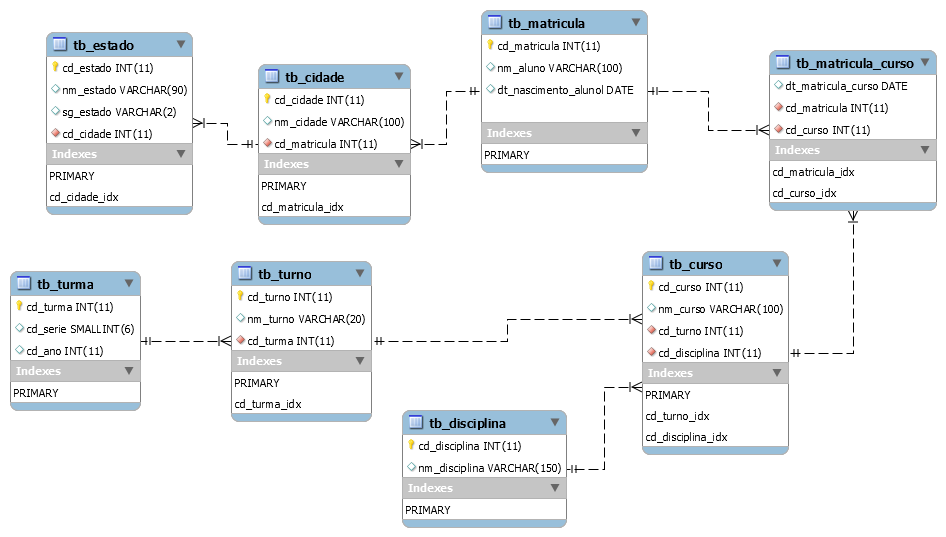 tb_estado
cd_estado INT(11)
nm_estado VARCHAR(90)
sg_estado VARCHAR(2)
cd_cidade INT(11)
Indexes
PRIMARY
cd_cidade_idx
tb_cidade
cd_cidade INT(11)
nm_cidade VARCHAR(100)
cd_matricula INT(11)
Indexes
PRIMARY
cd_matricula_idx
tb_matricula
cd_matricula INT(11)
nm_aluno VARCHAR(100)
dt_nascimento_alunol DATE
Indexes
PRIMARY
tb_matricula_curso
dt_matricula_curso DATE
cd_matricula INT(11)
cd_curso INT(11)
Indexes
cd_matricula_idx
cd_curso_idx
tb_turma
cd_turma INT(11)
cd_serie SMALLINT(6)
cd_ano INT(11)
Indexes
PRIMARY
tb_turno
cd_turno INT(11)
nm_turno VARCHAR(20)
cd_turma INT(11)
Indexes
PRIMARY
cd_turma_idx
tb_disciplina
cd_disciplina INT(11)
nm_disciplina VARCHAR(150)
Indexes
PRIMARY
tb_curso
cd_curso INT(11)
nm_curso VARCHAR(100)
cd_turno INT(11)
cd_disciplina INT(11)
Indexes
PRIMARY
cd_turno_idx
cd_disciplina_idx